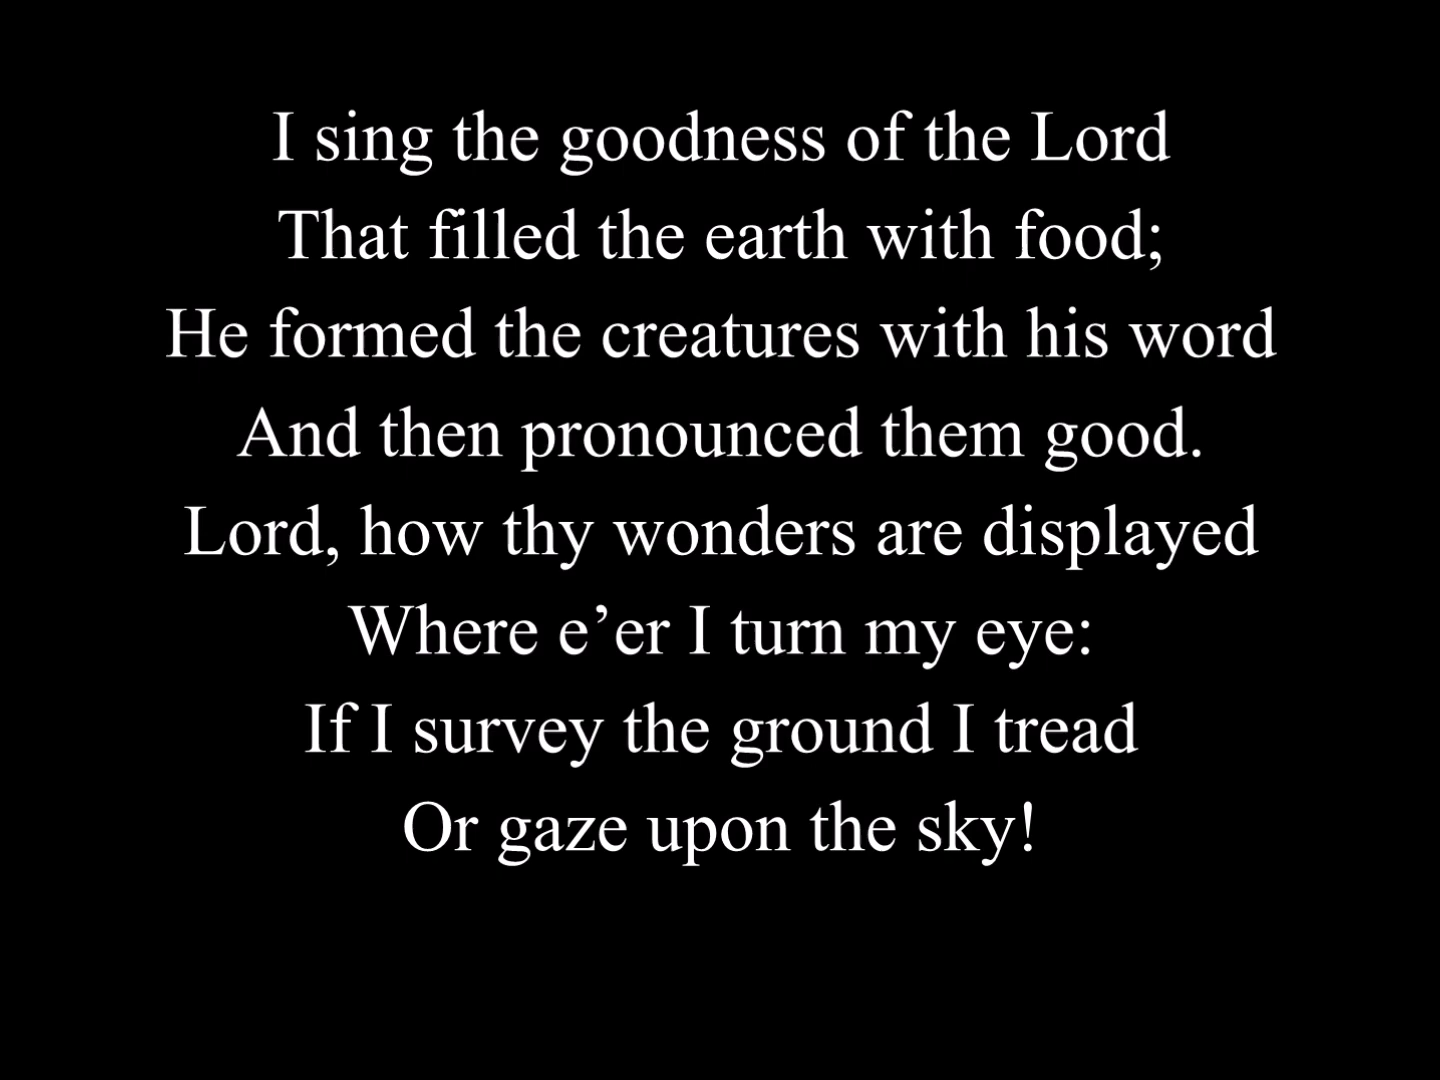 I sing the goodness of the Lord
That filled the earth with food;
He formed the creatures with his word
And then pronounced them good.
Lord, how thy wonders are displayed
Where e’er I turn my eye:
If I survey the ground I tread
Or gaze upon the sky!